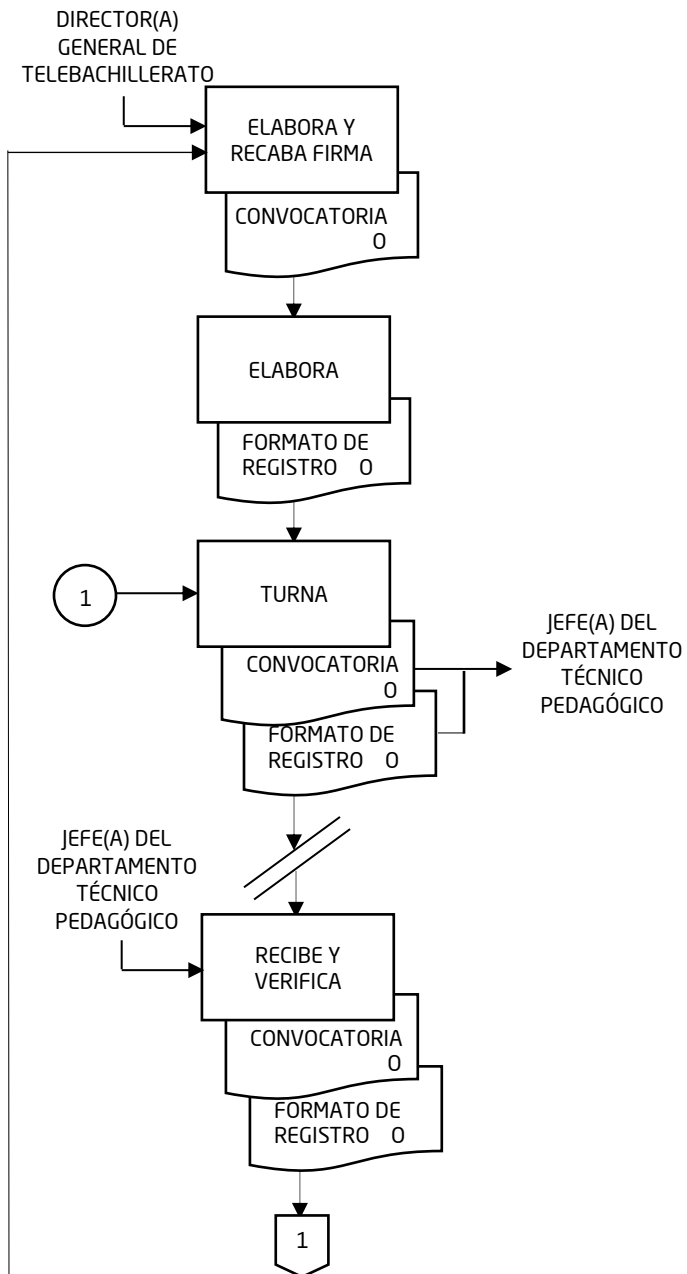 DIRECTOR(A)
GENERAL DE
TELEBACHILLERATO
ELABORA Y
RECABA FIRMA
CONVOCATORIA
O
ELABORA
FORMATO DE
REGISTRO O
1
TURNA
CONVOCATORIA
O
FORMATO DE
REGISTRO O
JEFE(A) DEL
DEPARTAMENTO
TÉCNICO
PEDAGÓGICO
JEFE(A) DEL
DEPARTAMENTO
TÉCNICO
PEDAGÓGICO
RECIBE Y
VERIFICA
CONVOCATORIA
O
FORMATO DE
REGISTRO O
1